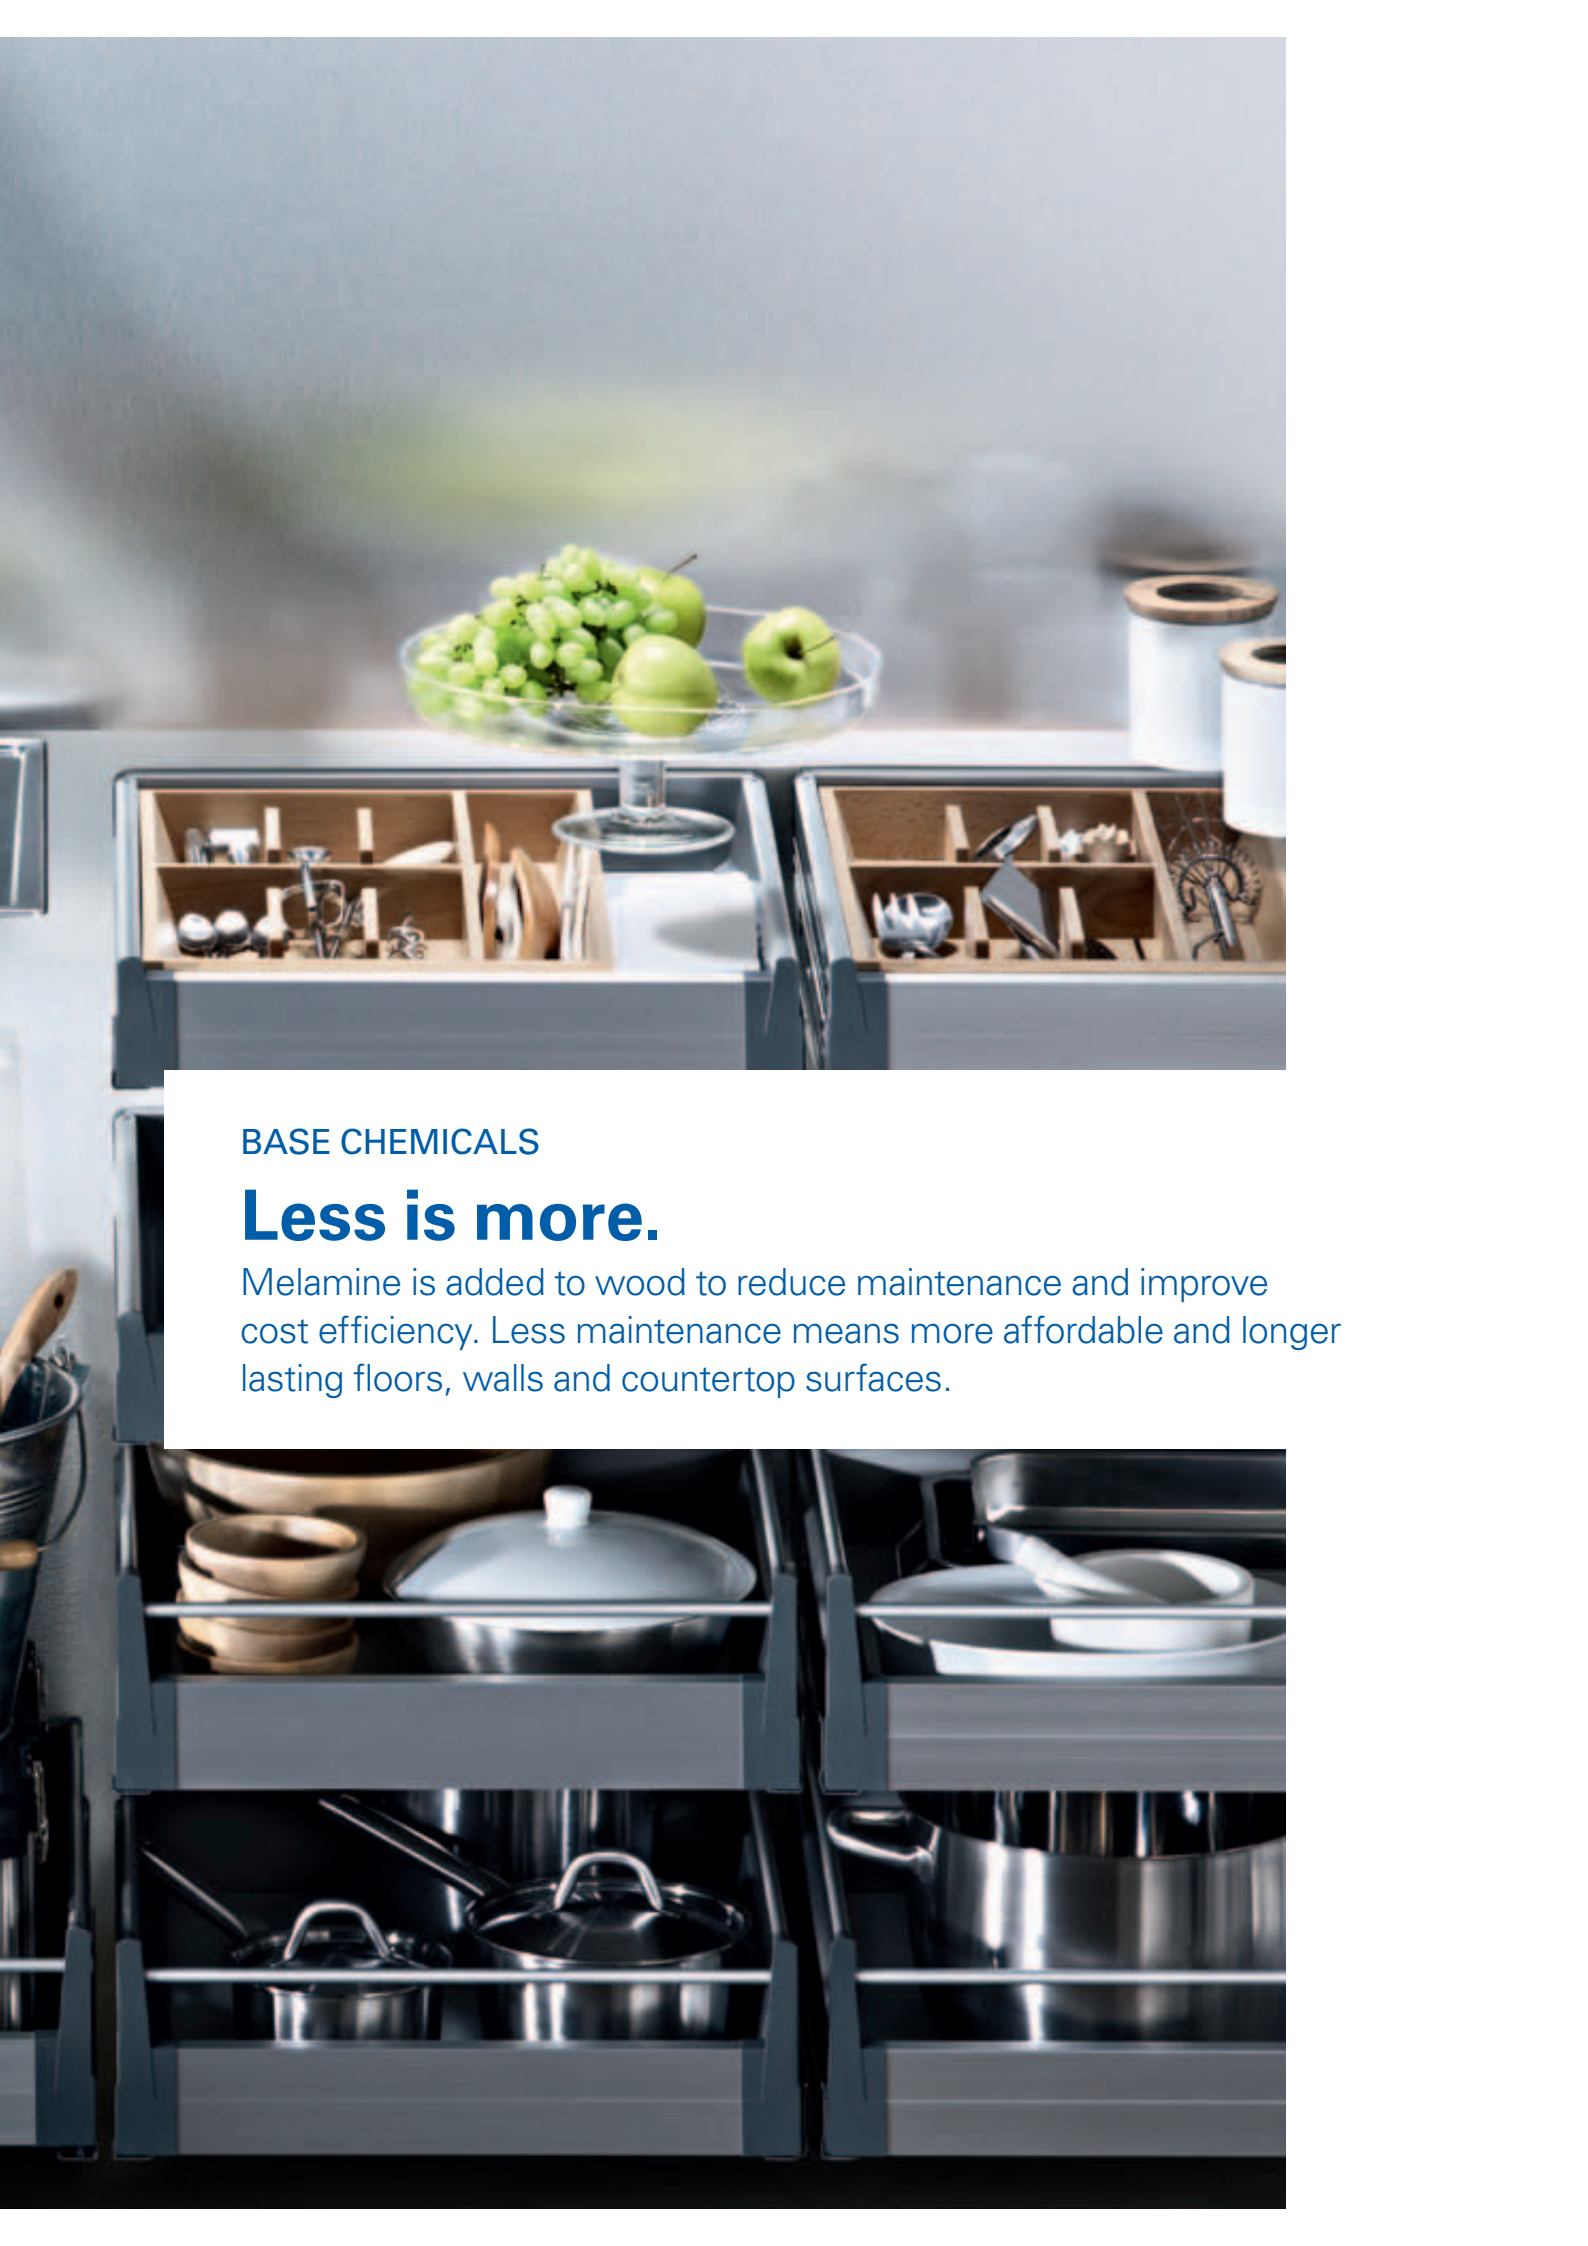 BASE CHEMICALS
Less is more.
Melamine is added to wood to reduce maintenance and improve
cost efficiency. Less maintenance means more affordable and longer
lasting floors, walls and countertop surfaces.